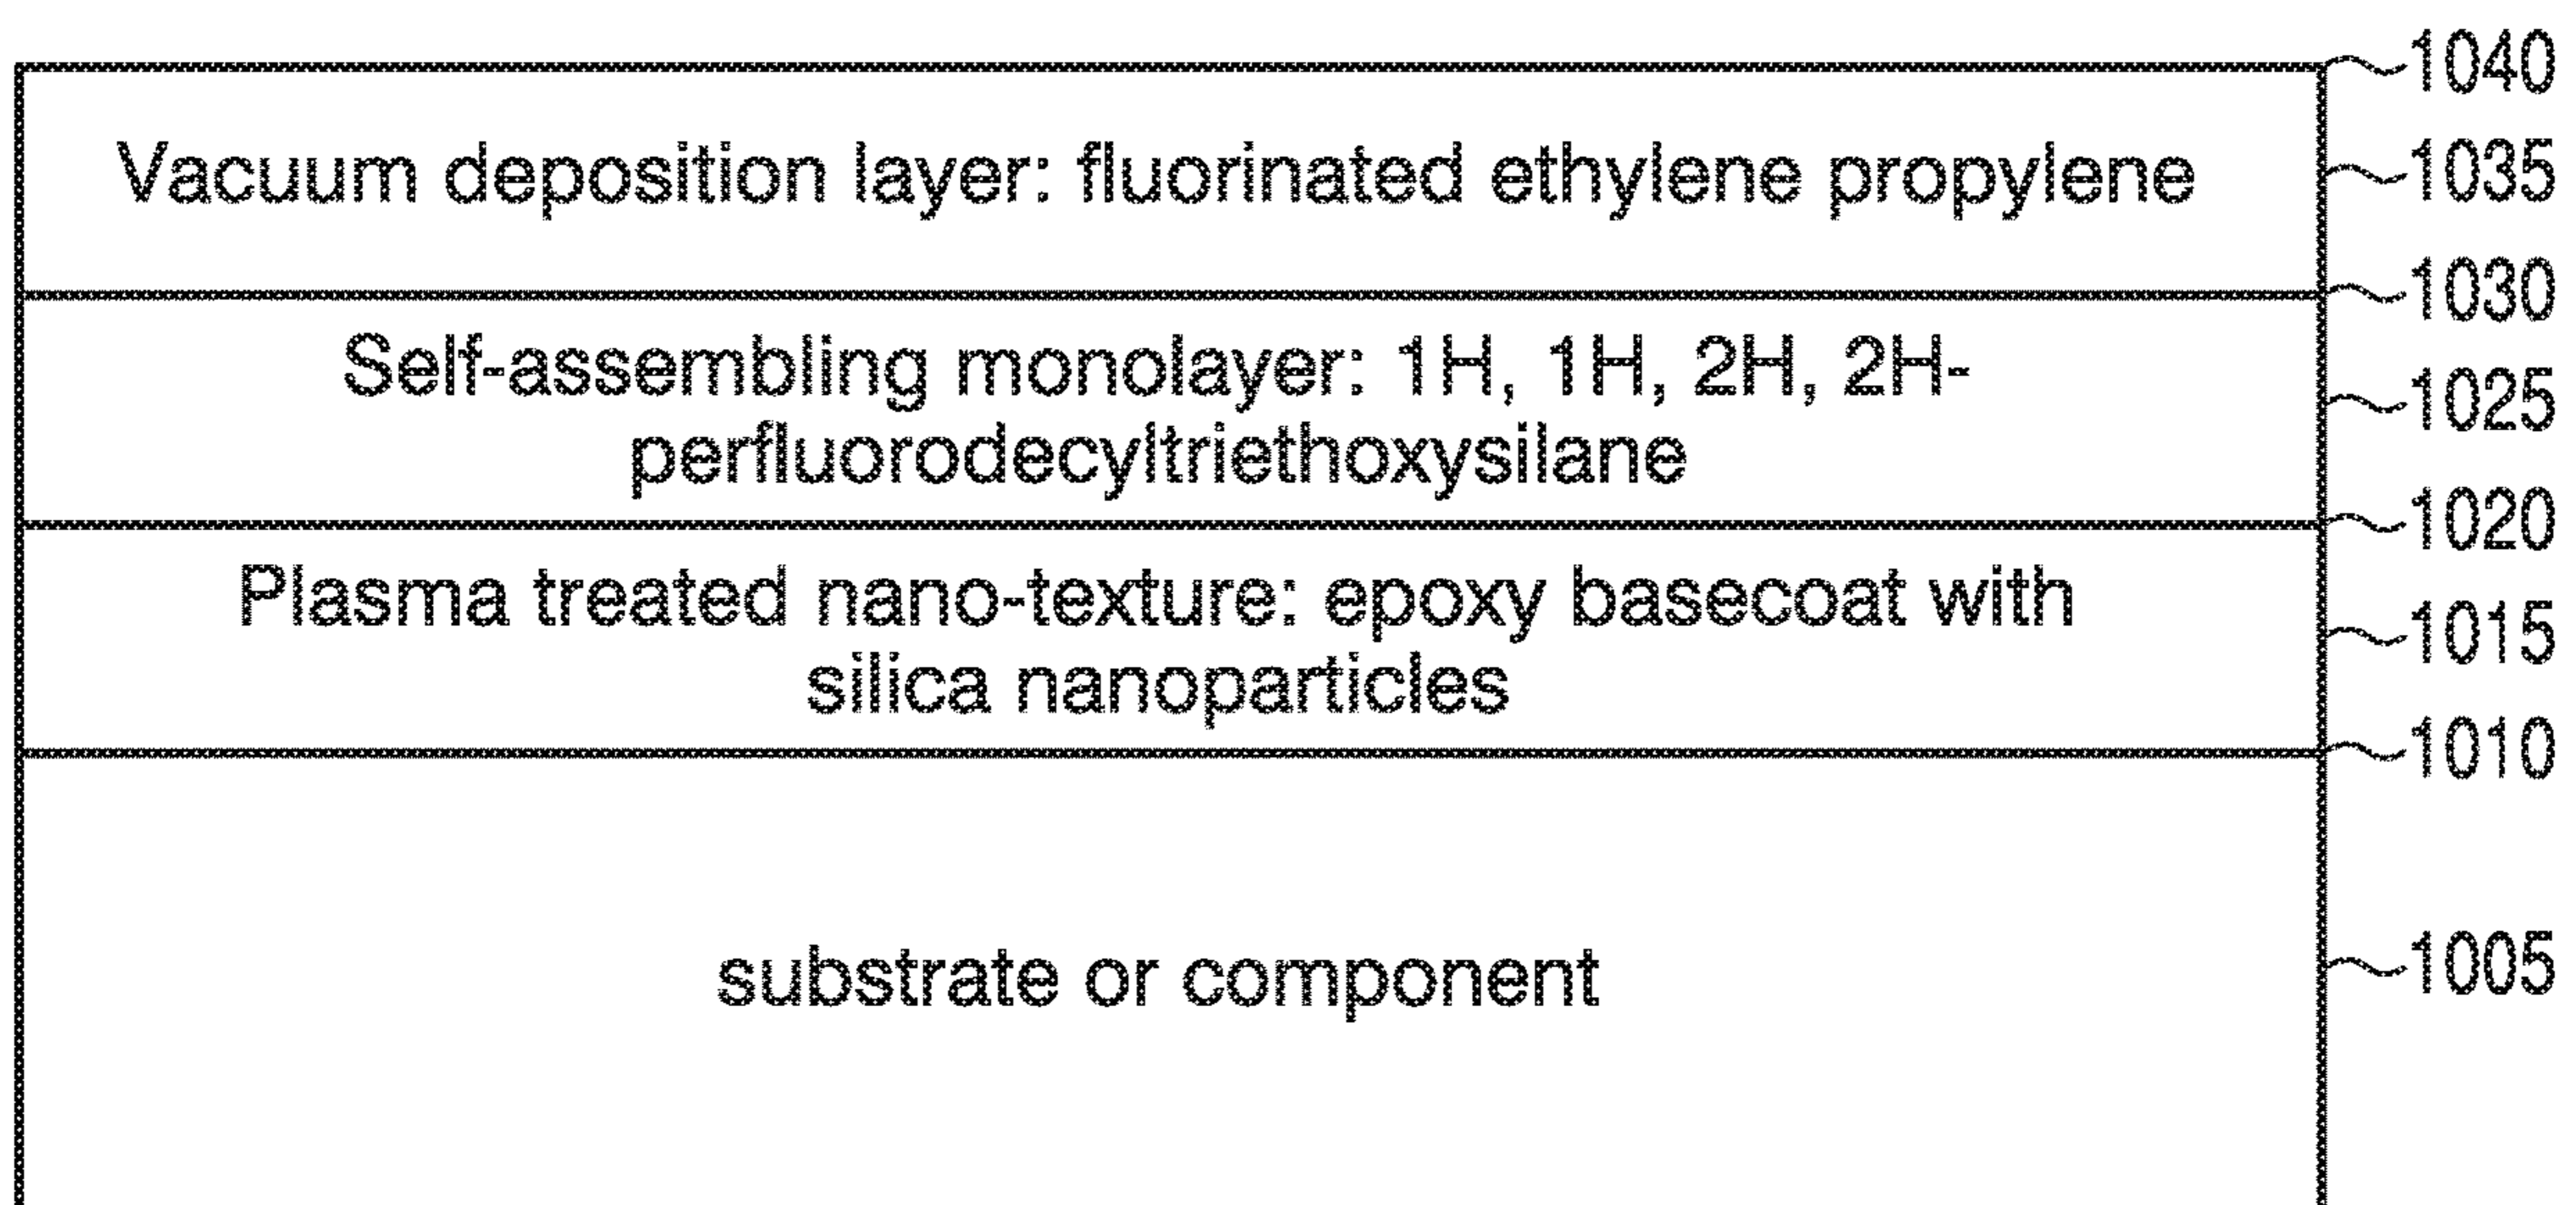 1040
Vacuum deposition layer: fluorinated ethylene propylene
1035
1030
Self-assembling monolayer: 1H, 1H, 2H, 2H-
1025
perfluorodecyltriethoxysilane
1020
Plasma treated nano-texture: epoxy basecoat with
1015
silica nanoparticles
1010
substrate or component
1005